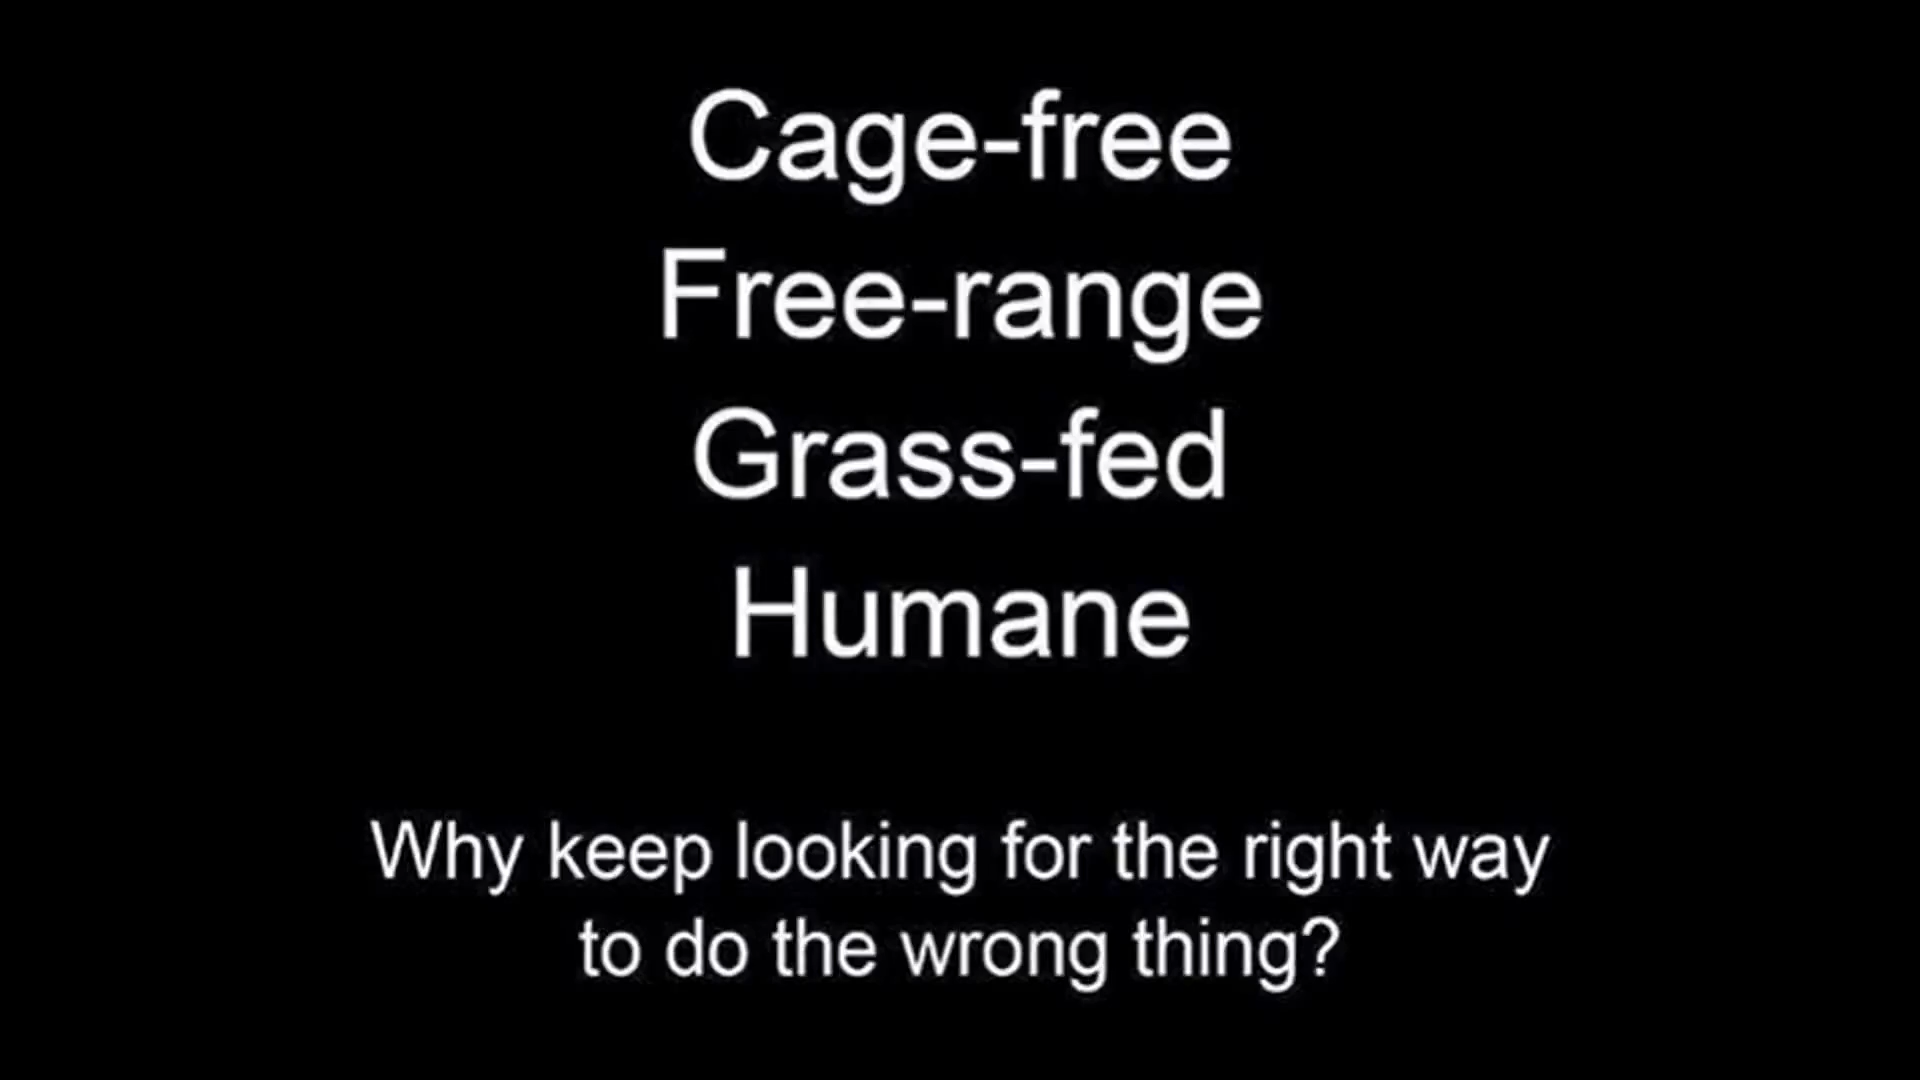 Cage-free
Free-range
Grass-fed
Humane
Why keep looking for the right way
to do the wrong thing?